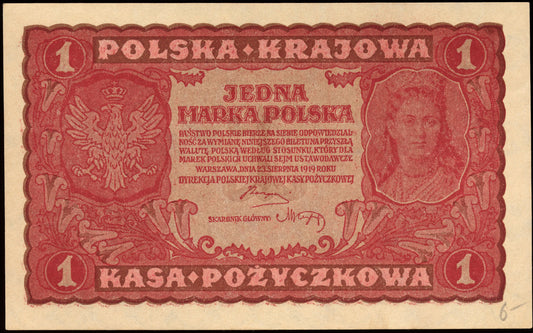 1 POLSKA · KRAJOWA 1
JEDNA
MARKA POLSKA
PAŃSTWO POLSKIE BIERZE NA SIEBIE ODPOWIEDZIAL-
NOŚĆ ZA WYMIANĘ NINIEJSZEGO BILETU NA PRZYSZŁĄ
WALUTĘ POLSKĄ WEDŁUG STOSUNKU, KTÓRY DLA
MAREK POLSKICH UCHWALI SEJM USTAWODAWCZY
WARSZAWA, DNIA 23 SIERPNIA 1919 ROKU
DYREKCJA POLSKIEJ KRAJOWEJ KASY POŻYCZKOWEJ
SKARBNIK GŁÓWNY:
1 KASA · POŻYCZKOWA 1
6-